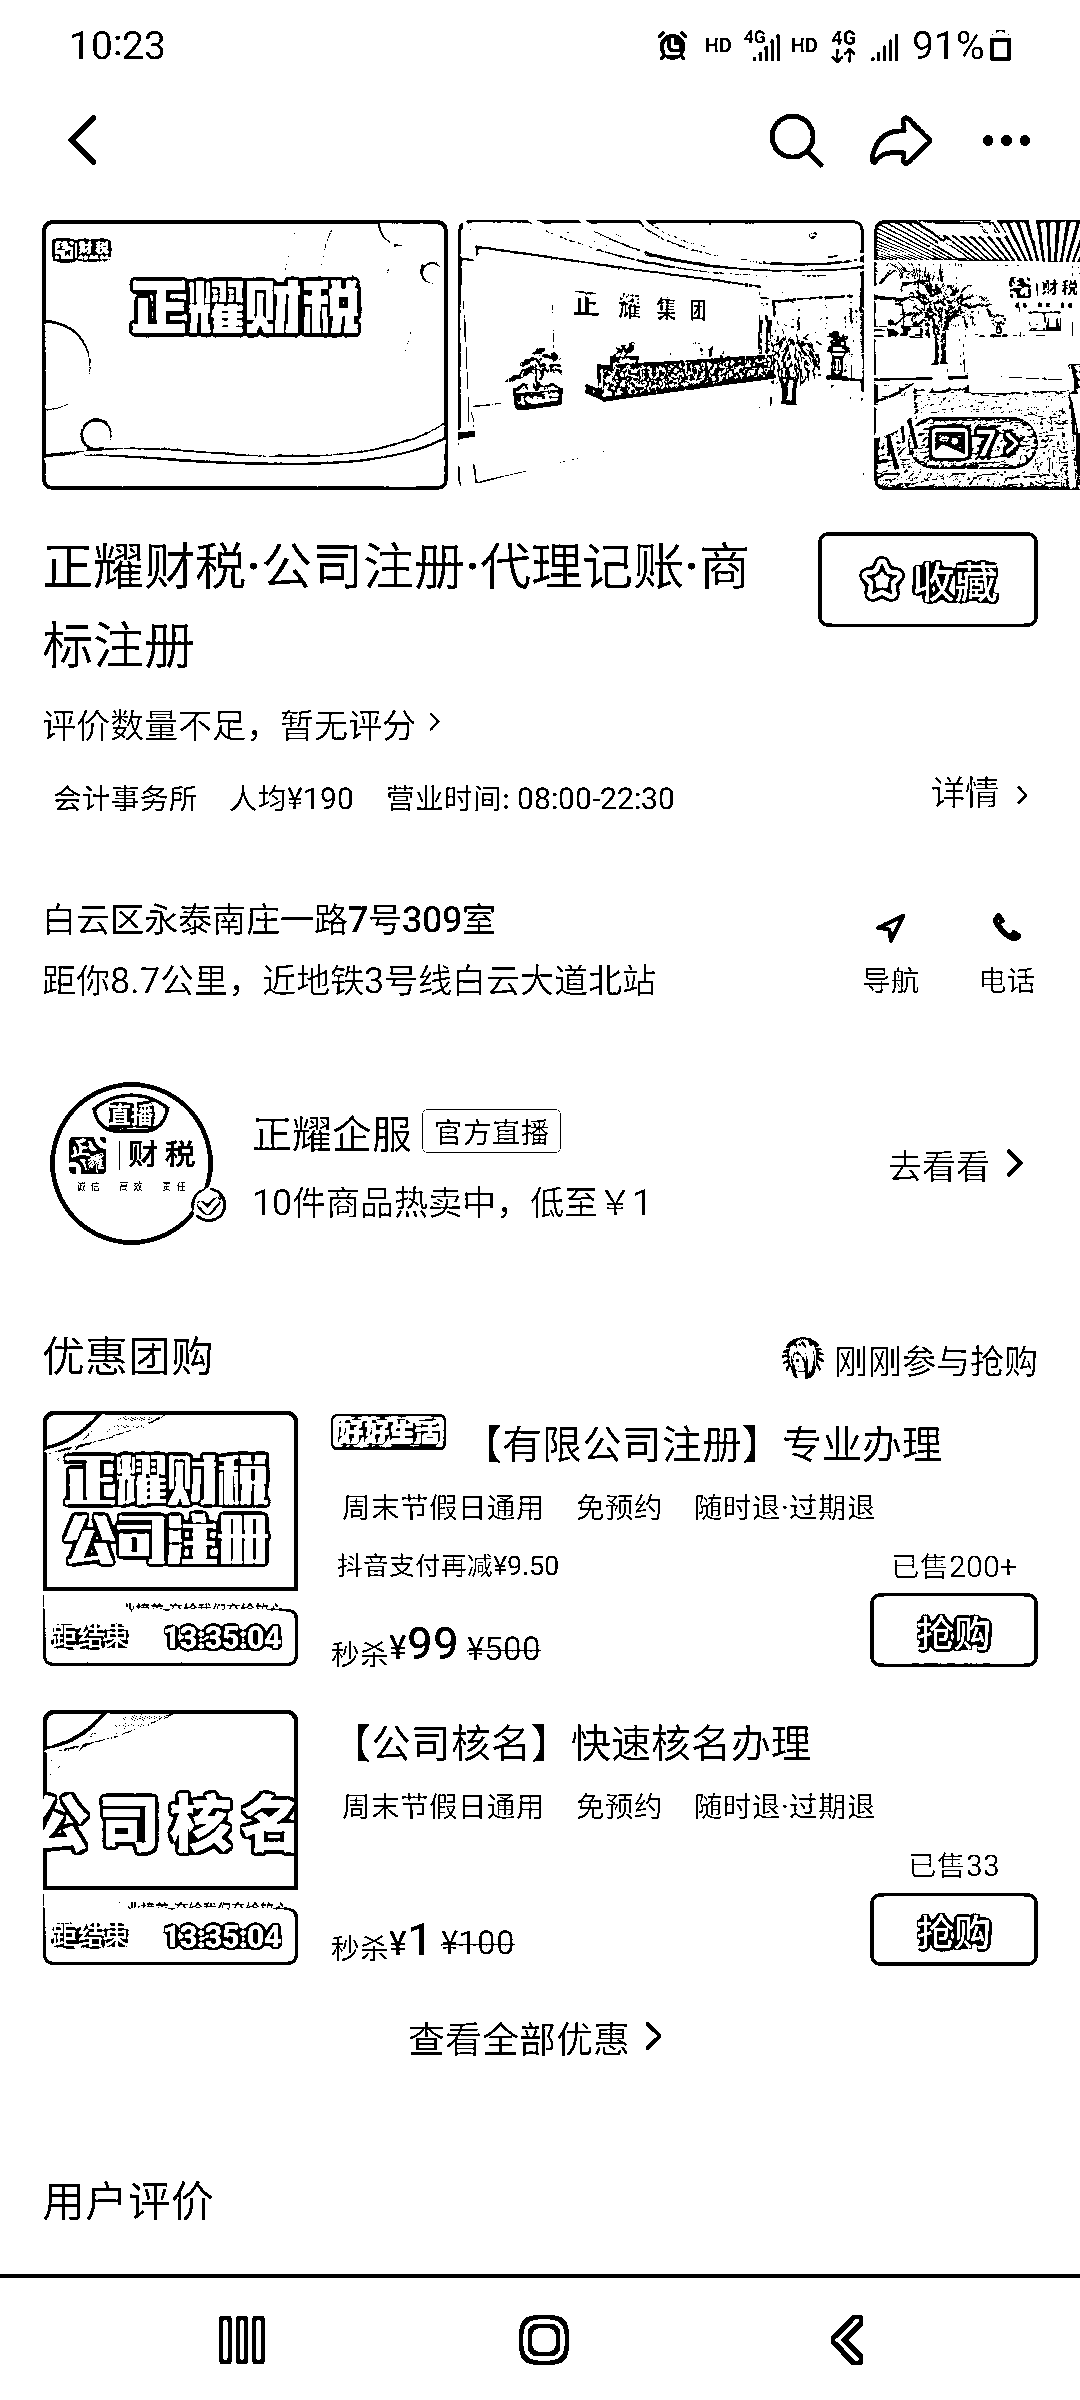 10:23
HD 4G HD 4G 91%
财税
正耀财税
正耀集团
财税
7
正耀财税·公司注册·代理记账·商
标注册
收藏
评价数量不足，暂无评分
会计事务所 人均¥190 营业时间: 08:00-22:30
详情
白云区永泰南庄一路7号309室
距你8.7公里，近地铁3号线白云大道北站
导航 电话
直播
正耀 财税
诚信 高效 责任
正耀企服 官方直播
10件商品热卖中，低至￥1
去看看
优惠团购
刚刚参与抢购
正耀财税
公司注册
距结束 13:35:04
好好生活 【有限公司注册】专业办理
周末节假日通用 免预约 随时退·过期退
抖音支付再减¥9.50
已售200+
秒杀¥99 ¥500
抢购
公司核名
距结束 13:35:04
【公司核名】快速核名办理
周末节假日通用 免预约 随时退·过期退
已售33
秒杀¥1 ¥100
抢购
查看全部优惠
用户评价